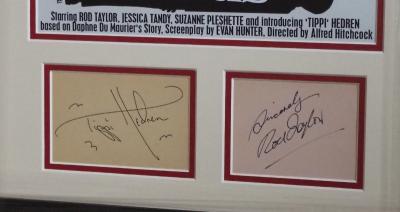 Starring ROD TAYLOR, JESSICA TANDY, SUZANNE PLESHETTE and introducing 'TIPPI' HEDREN
based on Daphne Du Maurier's Story, Screenplay by EVAN HUNTER, Directed by Alfred Hitchcock
Tippi Hedren
Sincerely
Rod Taylor